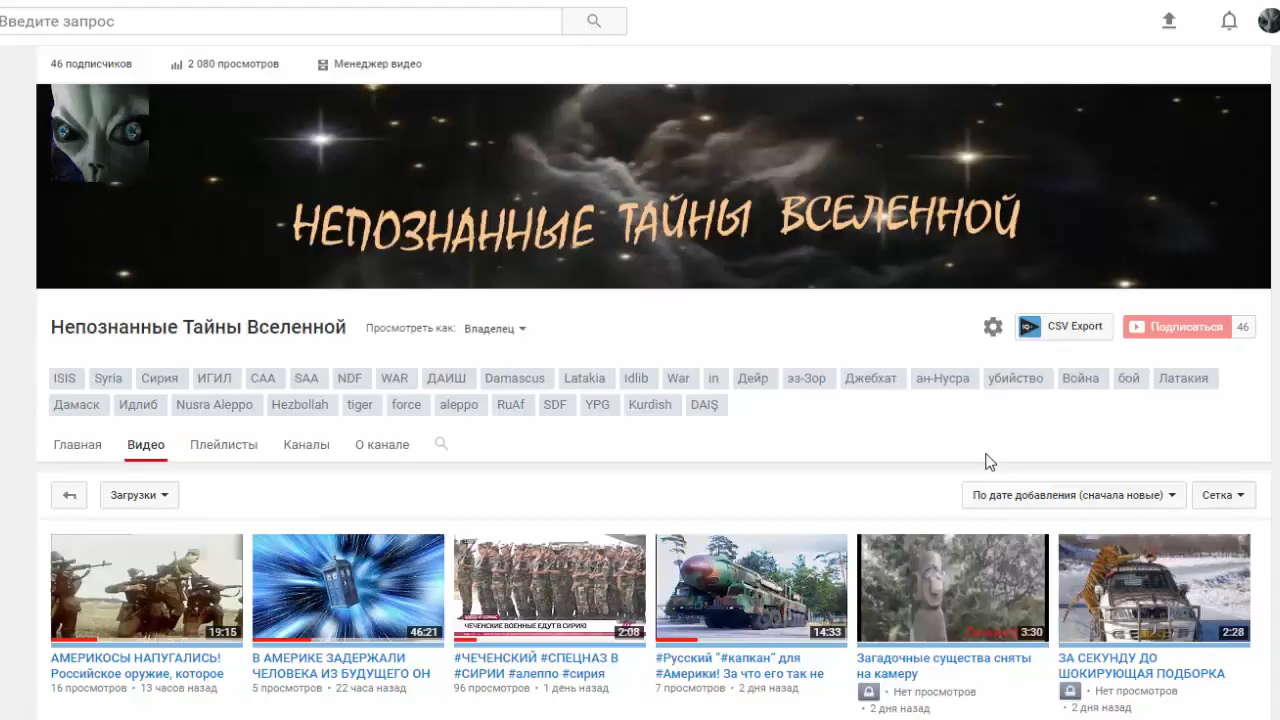 Введите запрос
46 подписчиков 2 080 просмотров Менеджер видео
НЕПОЗНАННЫЕ ТАЙНЫ ВСЕЛЕННОЙ
Непознанные Тайны Вселенной Просмотреть как: Владелец CSV Export Подписаться 46
ISIS Syria Сирия ИГИЛ САА SAA NDF WAR ДАИШ Damascus Latakia Idlib War in Дейр эз-Зор Джебхат ан-Нусра убийство Война бой Латакия
Дамаск Идлиб Nusra Aleppo Hezbollah tiger force aleppo RuAf SDF YPG Kurdish DAIŞ
Главная Видео Плейлисты Каналы О канале
Загрузки По дате добавления (сначала новые) Сетка
ЧЕЧЕНСКИЕ ВОЕННЫЕ ЕДУТ В СИРИЮ
19:15 46:21 2:08 14:33 3:30 2:28
АМЕРИКОСЫ НАПУГАЛИСЬ!
Российское оружие, которое
16 просмотров • 13 часов назад
В АМЕРИКЕ ЗАДЕРЖАЛИ
ЧЕЛОВЕКА ИЗ БУДУЩЕГО ОН
5 просмотров • 22 часа назад
#ЧЕЧЕНСКИЙ #СПЕЦНАЗ В
#СИРИИ #алеппо #сирия
96 просмотров • 1 день назад
#Русский "#капкан" для
#Америки! За что его так не
7 просмотров • 2 дня назад
Загадочные существа сняты
на камеру
• Нет просмотров
• 2 дня назад
ЗА СЕКУНДУ ДО
ШОКИРУЮЩАЯ ПОДБОРКА
• Нет просмотров
• 2 дня назад